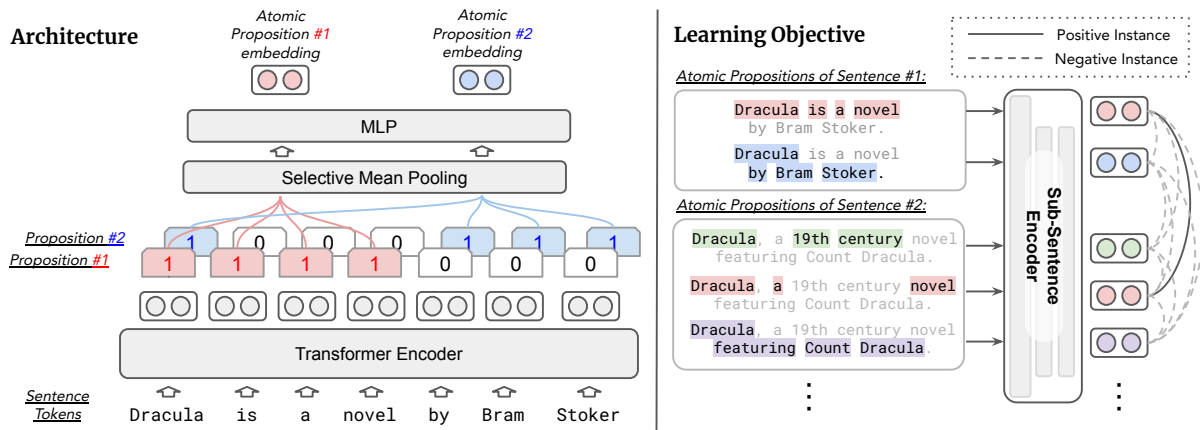 Architecture
Atomic
Proposition #1
embedding
Atomic
Proposition #2
embedding
MLP
Selective Mean Pooling
Proposition #2
1 0 0 0 1 1 1
Proposition #1
1 1 1 1 0 0 0
Transformer Encoder
Sentence
Tokens
Dracula is a novel by Bram Stoker
Learning Objective
Positive Instance
Negative Instance
Atomic Propositions of Sentence #1:
Dracula is a novel
by Bram Stoker.
Dracula is a novel
by Bram Stoker.
Atomic Propositions of Sentence #2:
Dracula, a 19th century novel
featuring Count Dracula.
Dracula, a 19th century novel
featuring Count Dracula.
Dracula, a 19th century novel
featuring Count Dracula.
Sub-Sentence
Encoder